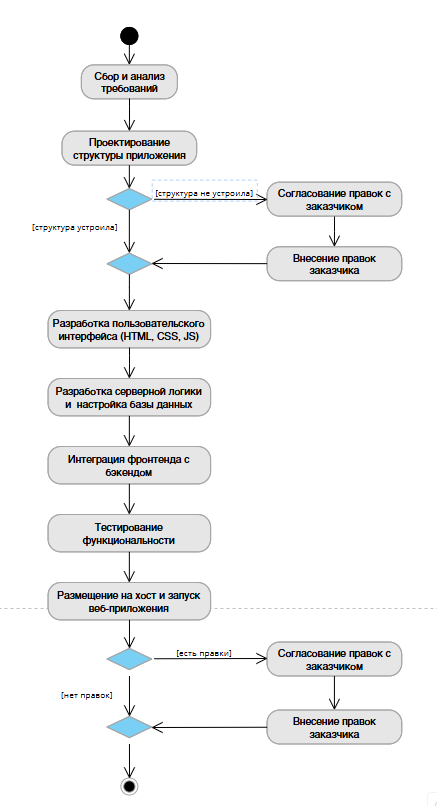 Сбор и анализ
требований
Проектирование
структуры приложения
[структура не устроила]
Согласование правок с
заказчиком
[структура устроила]
Внесение правок
заказчика
Разработка пользовательского
интерфейса (HTML, CSS, JS)
Разработка серверной логики
и настройка базы данных
Интеграция фронтенда с
бэкендом
Тестирование
функциональности
Размещение на хост и запуск
веб-приложения
[есть правки]
Согласование правок с
заказчиком
[нет правок]
Внесение правок
заказчика